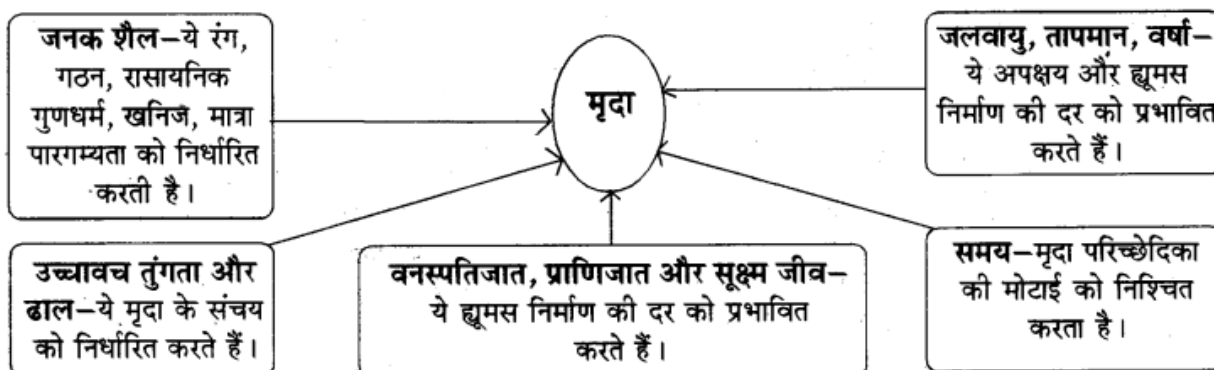 जनक शैल–ये रंग,
गठन, रासायनिक
गुणधर्म, खनिज, मात्रा
पारगम्यता को निर्धारित
करती है।
मृदा
जलवायु, तापमान, वर्षा–
ये अपक्षय और ह्यूमस
निर्माण की दर को प्रभावित
करते हैं।
उच्चावच तुंगता और
ढाल–ये मृदा के संचय
को निर्धारित करते हैं।
वनस्पतिजात, प्राणिजात और सूक्ष्म जीव–
ये ह्यूमस निर्माण की दर को प्रभावित
करते हैं।
समय–मृदा परिच्छेदिका
की मोटाई को निश्चित
करता है।